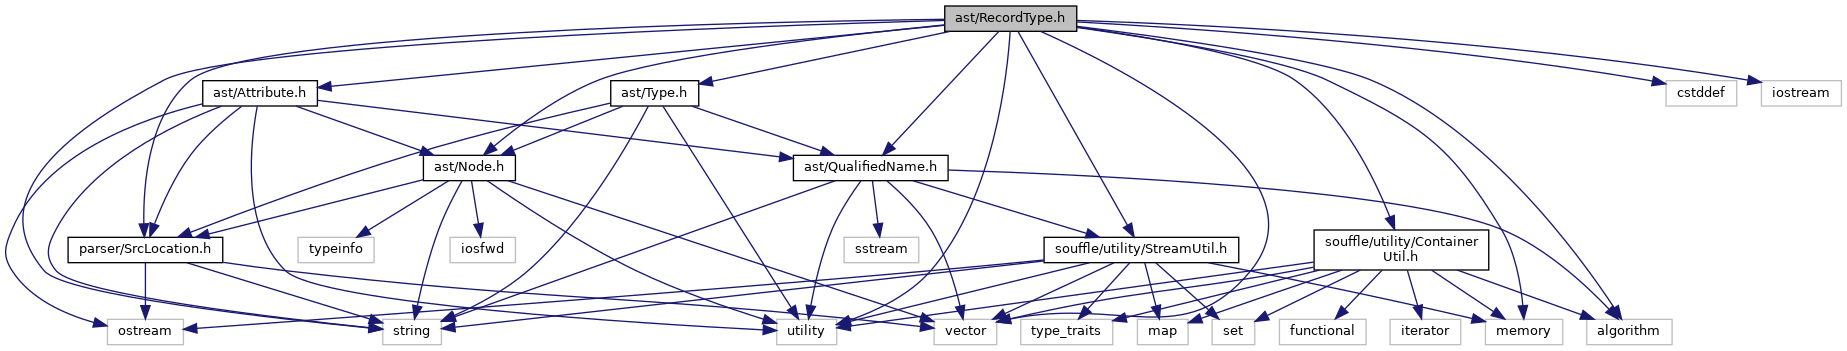 ast/RecordType.h
ast/Attribute.h
ast/Type.h
cstddef
iostream
ast/Node.h
ast/QualifiedName.h
parser/SrcLocation.h
typeinfo
iosfwd
sstream
souffle/utility/StreamUtil.h
souffle/utility/Container
Util.h
ostream
string
utility
vector
type_traits
map
set
functional
iterator
memory
algorithm